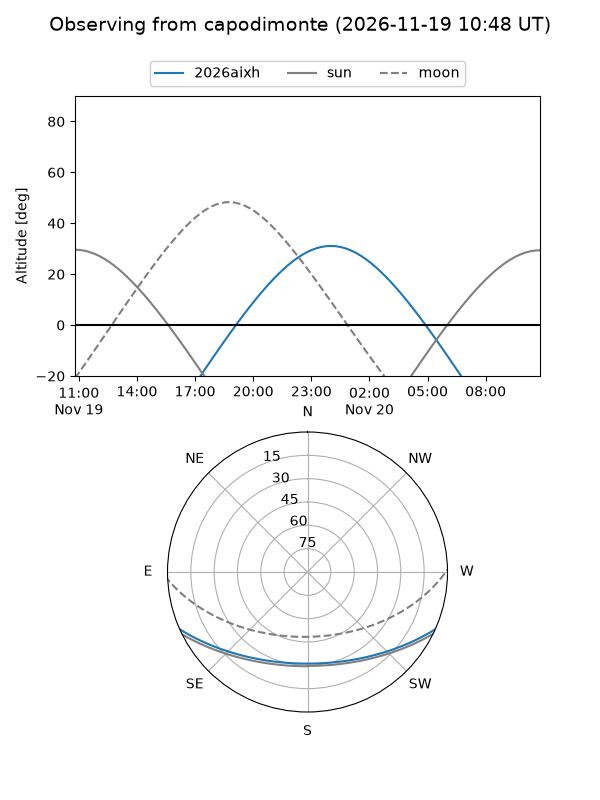 Observing from capodimonte (2026-11-19 10:48 UT)
2026aixh sun moon
80
60
40
20
0
−20
Altitude [deg]
11:00 14:00 17:00 20:00 23:00 02:00 05:00 08:00
Nov 19 Nov 20
N
NE NW
15
30
45
60
75
E W
SE SW
S